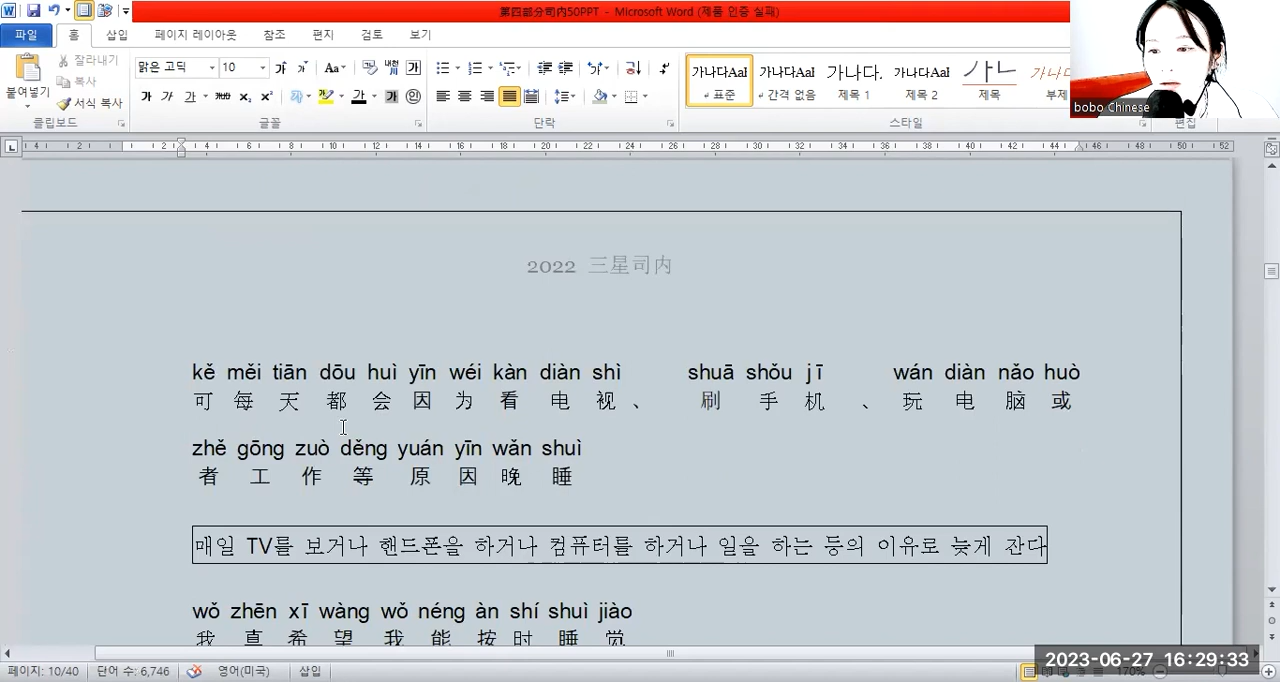 第四部分司内50PPT - Microsoft Word (제품 인증 실패)
파일 홈 삽입 페이지 레이아웃 참조 편지 검토 보기
붙여넣기
잘라내기
복사
서식 복사
클립보드
맑은 고딕 10
글꼴
단락
가나다AaI 가나다AaI 가나다. 가나다AaI
표준 간격 없음 제목 1 제목 2 제목 부제
스타일
편집
bobo Chinese
2022 三星司内
kě měi tiān dōu huì yīn wéi kàn diàn shì shuā shǒu jī wán diàn nǎo huò
可 每 天 都 会 因 为 看 电 视 、 刷 手 机 、 玩 电 脑 或
zhě gōng zuò děng yuán yīn wǎn shuì
者 工 作 等 原 因 晚 睡
매일 TV를 보거나 핸드폰을 하거나 컴퓨터를 하거나 일을 하는 등의 이유로 늦게 잔다
wǒ zhēn xī wàng wǒ néng àn shí shuì jiào
我 真 希 望 我 能 按 时 睡 觉
페이지: 10/40 단어 수: 6,746 영어(미국) 삽입 170%
2023-06-27 16:29:33